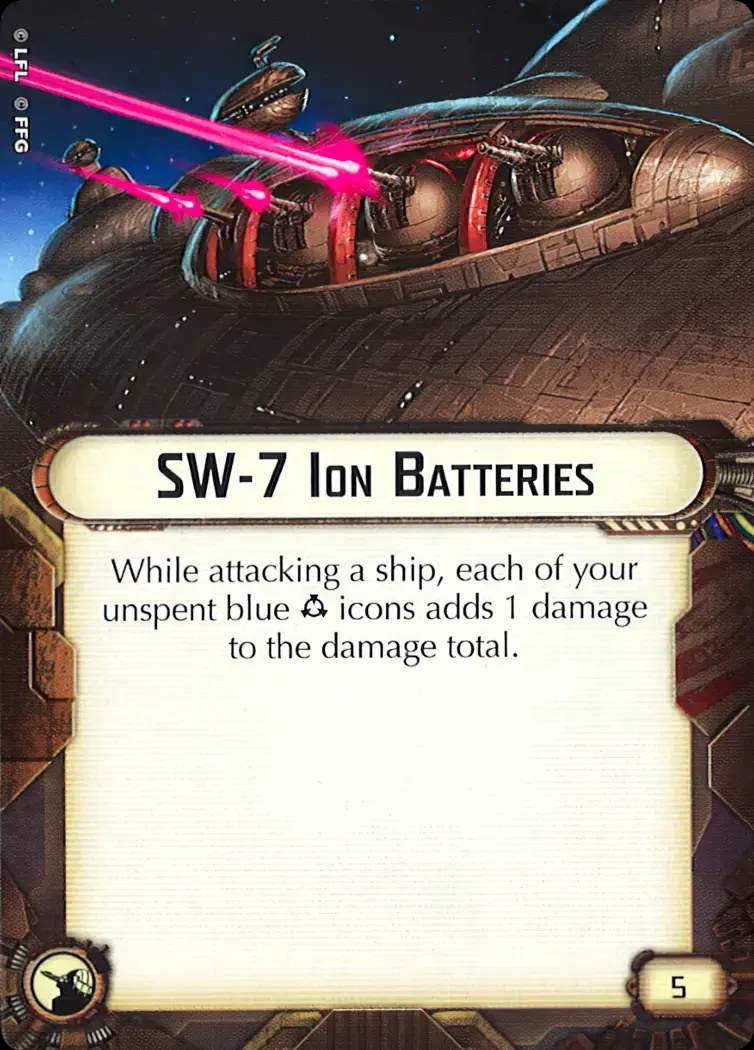 © LFL © FFG
SW-7 Ion Batteries
While attacking a ship, each of your
unspent blue icons adds 1 damage
to the damage total.
5